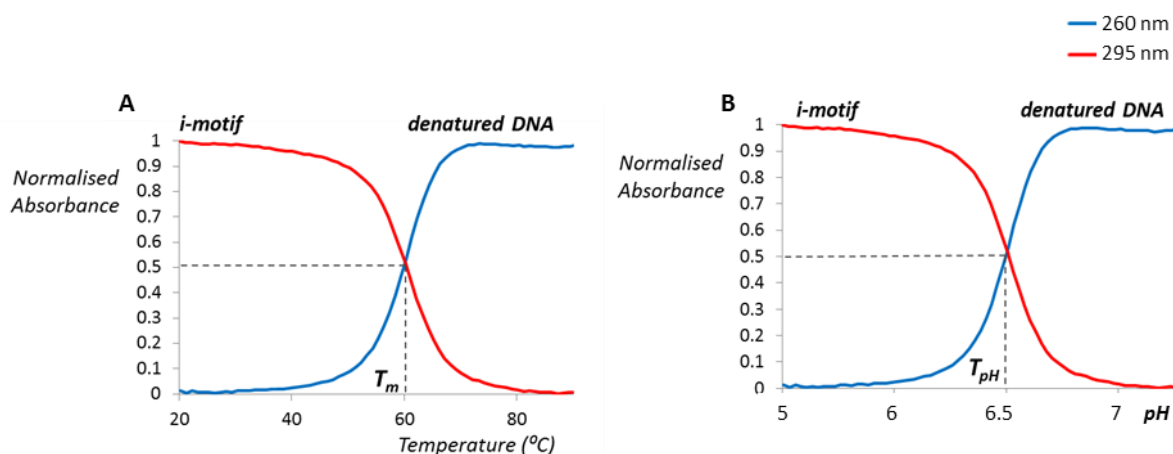 260 nm
295 nm
A
i-motif denatured DNA
Normalised
Absorbance
1
0.9
0.8
0.7
0.6
0.5
0.4
0.3
0.2
0.1
0
Tm
20 40 60 80
Temperature (⁰C)
B
i-motif denatured DNA
Normalised
Absorbance
1
0.9
0.8
0.7
0.6
0.5
0.4
0.3
0.2
0.1
0
TpH
5 6 6.5 7 pH